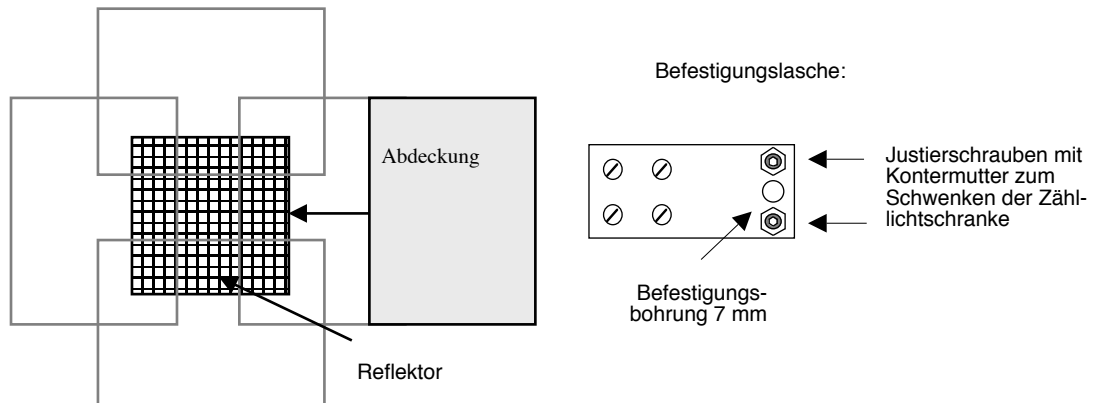 Befestigungslasche:
Abdeckung
Justierschrauben mit
Kontermutter zum
Schwenken der Zähl-
lichtschranke
Befestigungs-
bohrung 7 mm
Reflektor